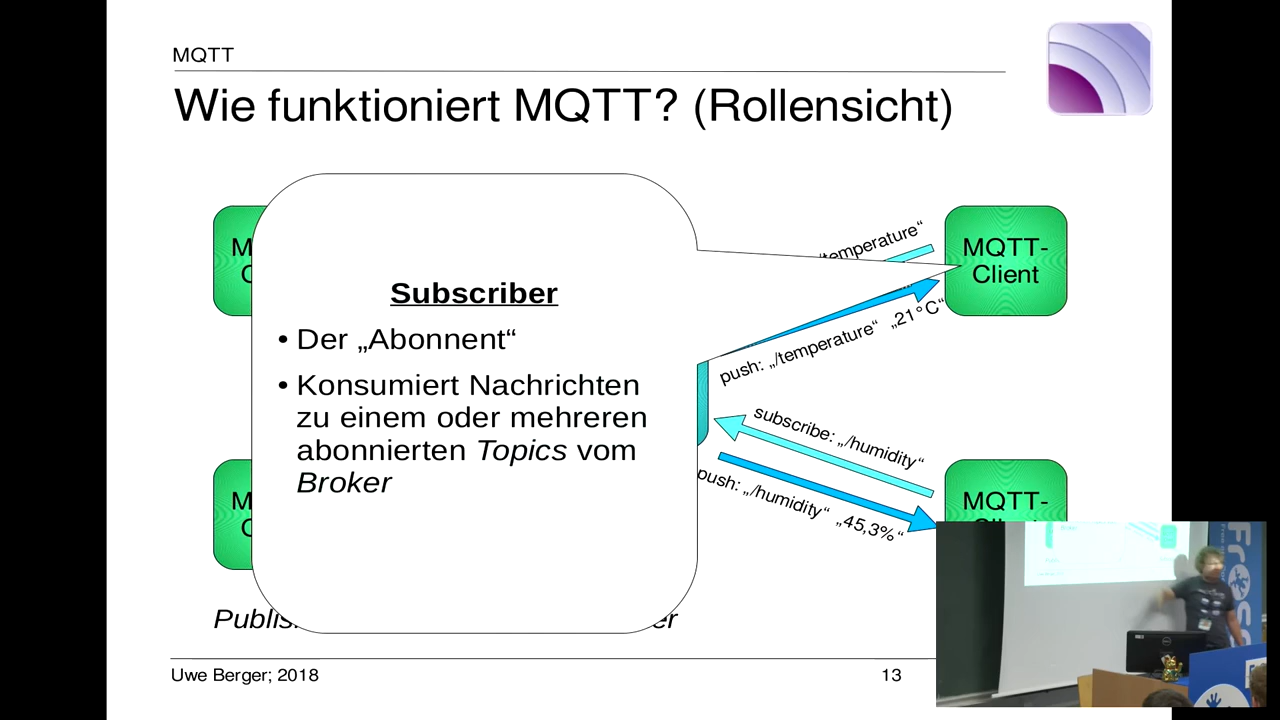 MQTT
Wie funktioniert MQTT? (Rollensicht)
Subscriber
• Der „Abonnent“
• Konsumiert Nachrichten
zu einem oder mehreren
abonnierten Topics vom
Broker
/temperature“
MQTT-
Client
push: „/temperature“ „21°C“
subscribe: „/humidity“
push: „/humidity“ „45,3%“
MQTT-
Uwe Berger; 2018
13